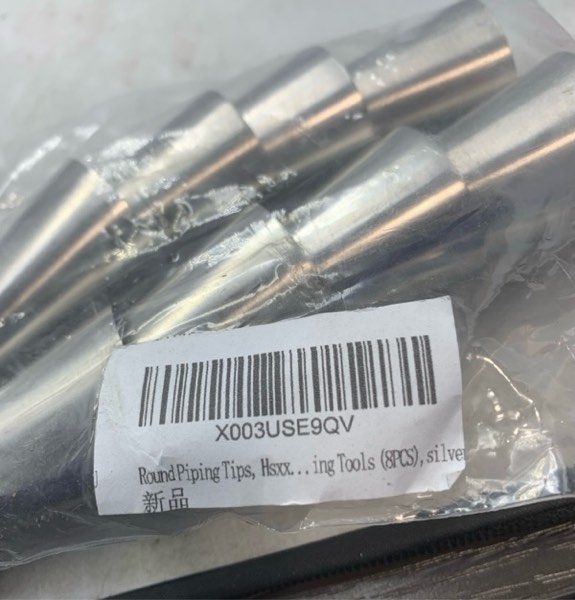 X003USE9QV
Round Piping Tips, Hsxx...ing Tools (8PCS), silver
新品